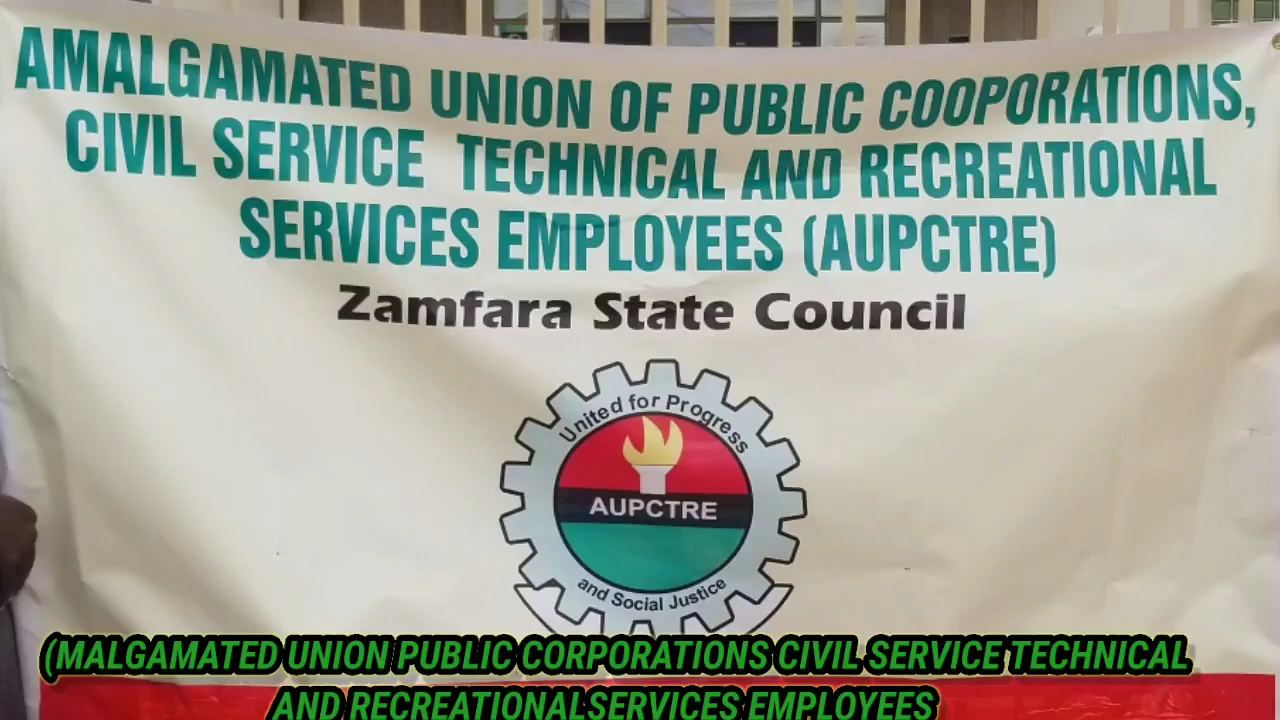 AMALGAMATED UNION OF PUBLIC COOPORATIONS,
CIVIL SERVICE TECHNICAL AND RECREATIONAL
SERVICES EMPLOYEES (AUPCTRE)
Zamfara State Council
United for Progress
AUPCTRE
and Social Justice
(MALGAMATED UNION PUBLIC CORPORATIONS CIVIL SERVICE TECHNICAL
AND RECREATIONALSERVICES EMPLOYEES